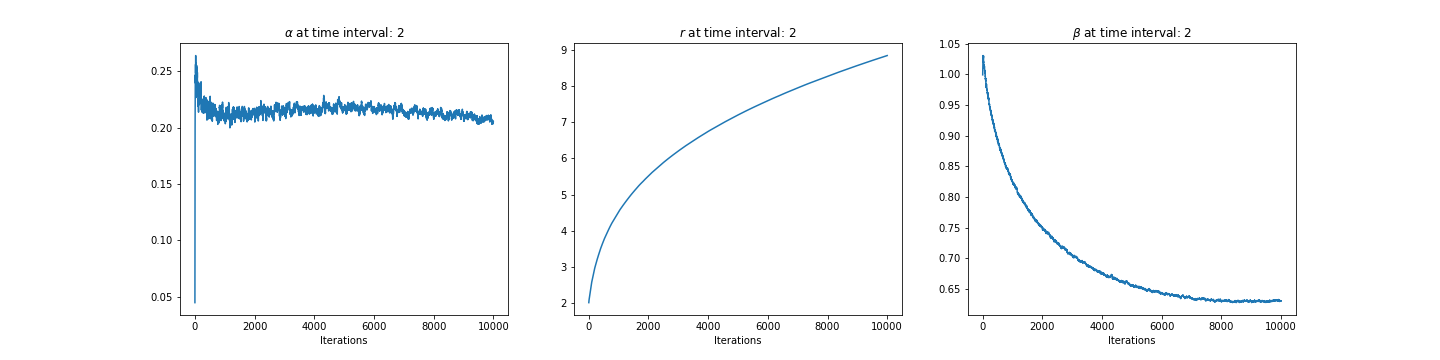 α at time interval: 2
0.25
0.20
0.15
0.10
0.05
0 2000 4000 6000 8000 10000
Iterations
r at time interval: 2
9
8
7
6
5
4
3
2
0 2000 4000 6000 8000 10000
Iterations
β at time interval: 2
1.05
1.00
0.95
0.90
0.85
0.80
0.75
0.70
0.65
0 2000 4000 6000 8000 10000
Iterations